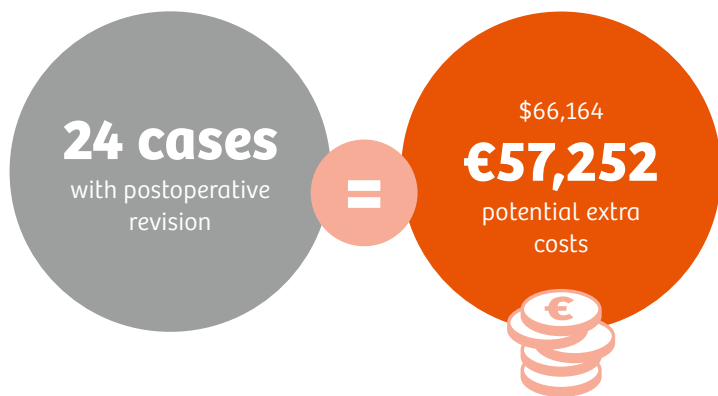 24 cases
with postoperative
revision
=
$66,164
€57,252
potential extra
costs
€